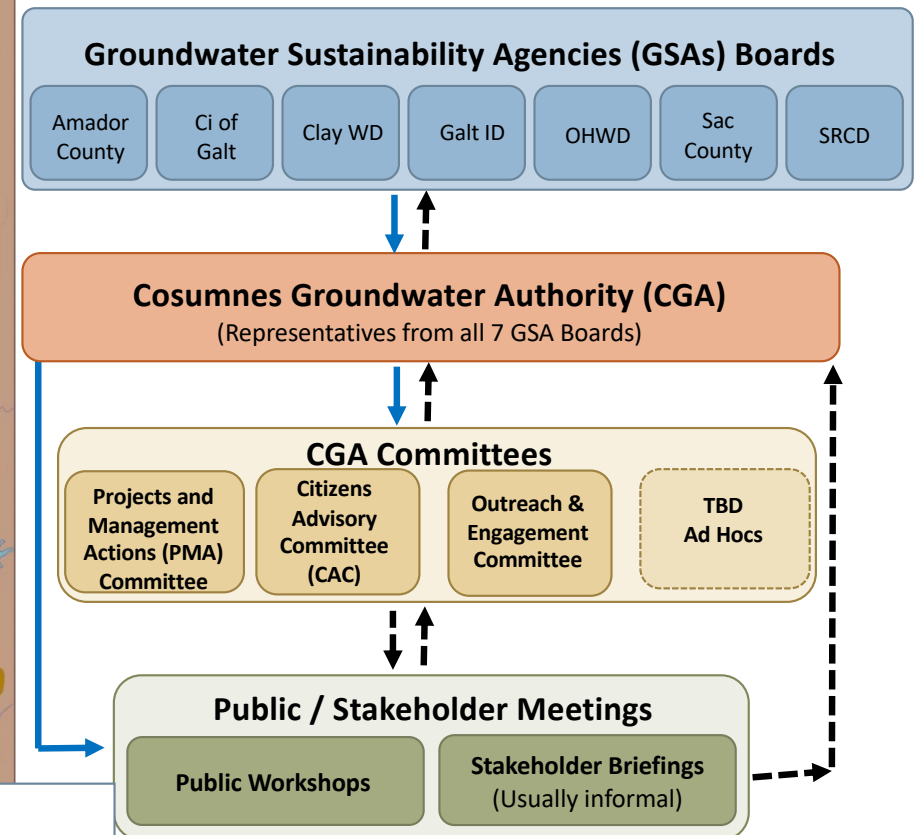 Groundwater Sustainability Agencies (GSAs) Boards
Amador
County
Ci of
Galt
Clay WD
Galt ID
OHWD
Sac
County
SRCD
Cosumnes Groundwater Authority (CGA)
(Representatives from all 7 GSA Boards)
CGA Committees
Projects and
Management
Actions (PMA)
Committee
Citizens
Advisory
Committee
(CAC)
Outreach &
Engagement
Committee
TBD
Ad Hocs
Public / Stakeholder Meetings
Public Workshops
Stakeholder Briefings
(Usually informal)